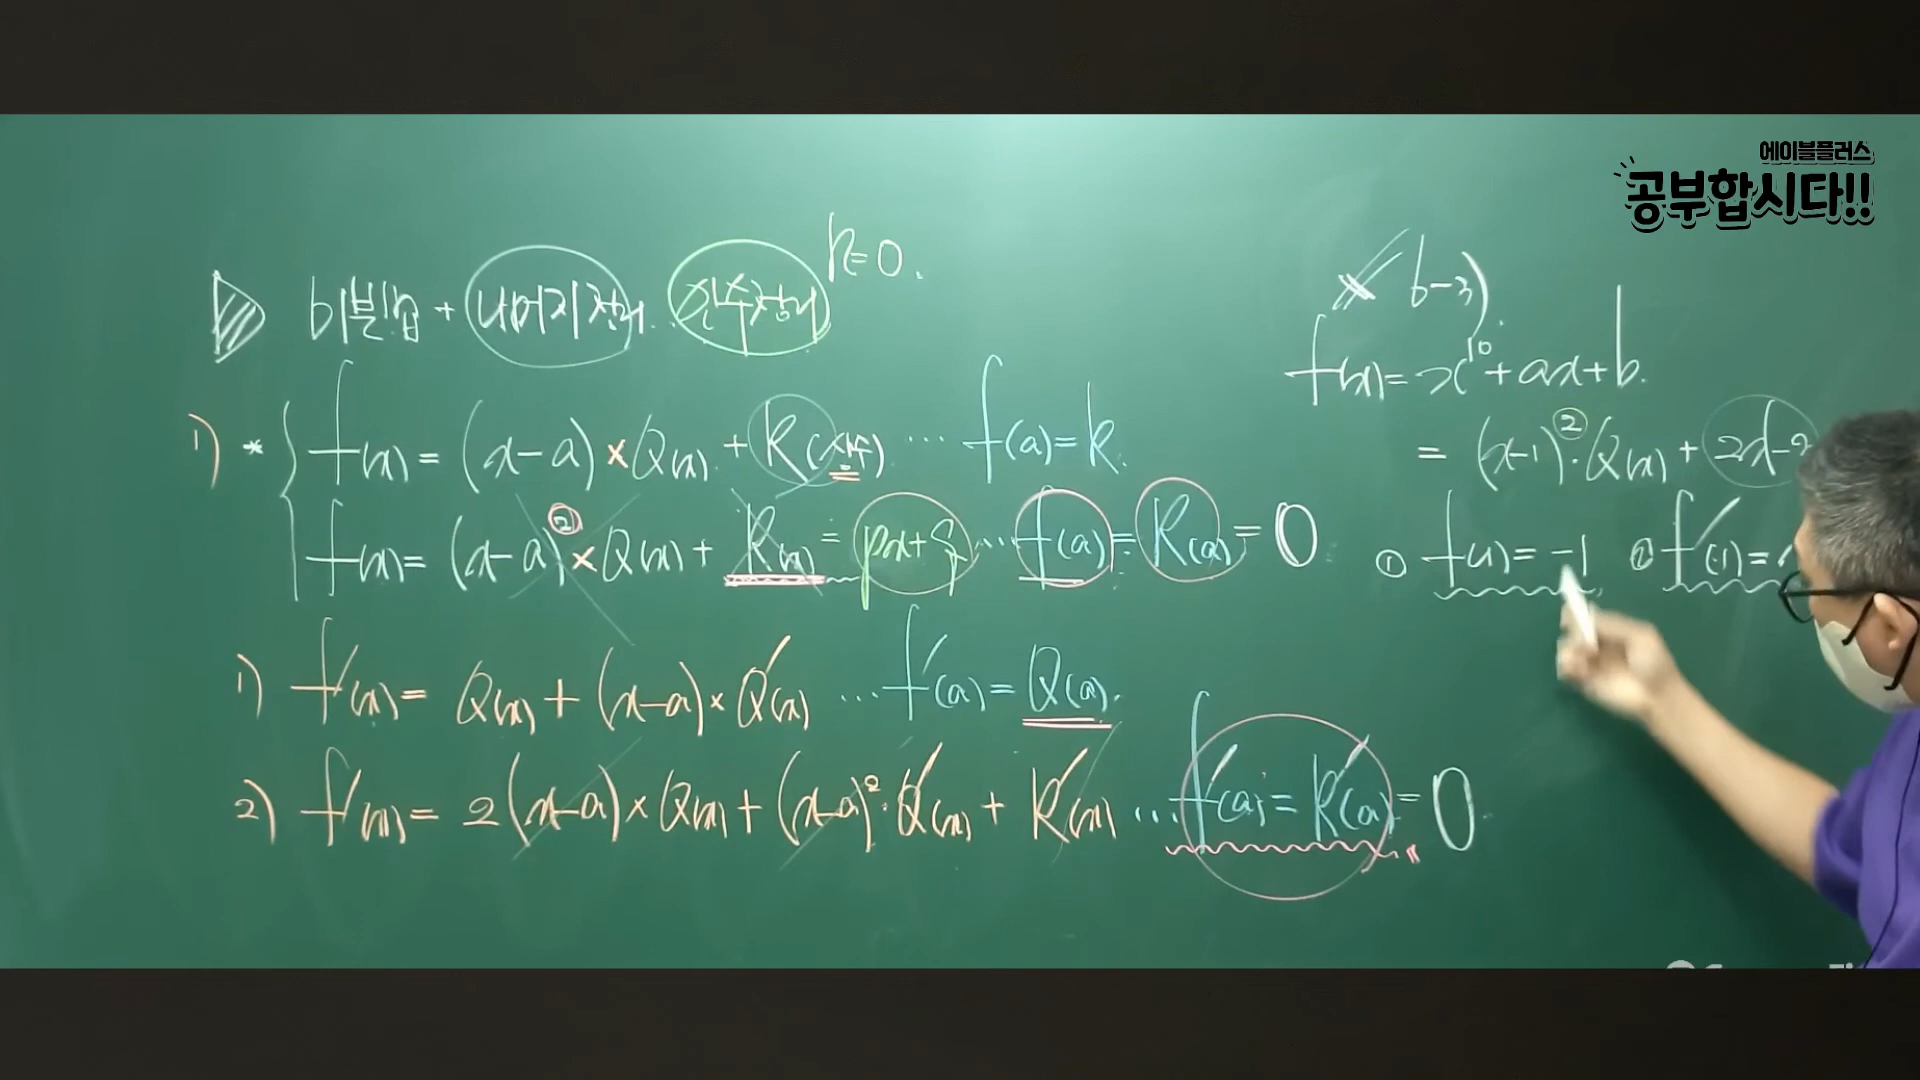 에이블플러스
공부합시다!!
미분법 + 나머지정리. 인수정리 R=0.
1) * f(x) = (x-a) × Q(x) + R(상수) ... f(a)=R.
f(x) = (x-a)² × Q(x) + R(x) = px+q ... f(a) = R(a) = 0
1) f'(x) = Q(x) + (x-a) × Q'(x) ... f'(a) = Q(a).
2) f'(x) = 2(x-a) × Q(x) + (x-a)²·Q'(x) + R'(x) ... f'(a) = R'(a) = 0
6-3)
f(x) = x¹⁰ + ax + b.
= (x-1)²·Q(x) + 2x-
① f(1) = -1 ② f'(1) =